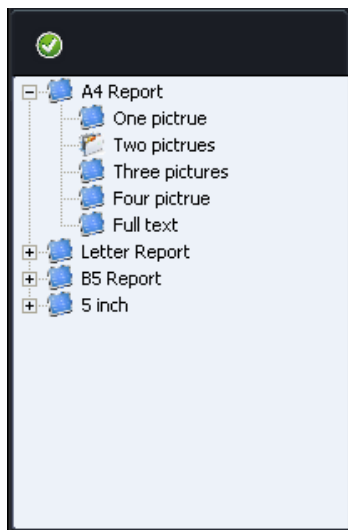 A4 Report
One pictrue
Two pictrues
Three pictures
Four pictrue
Full text
Letter Report
B5 Report
5 inch